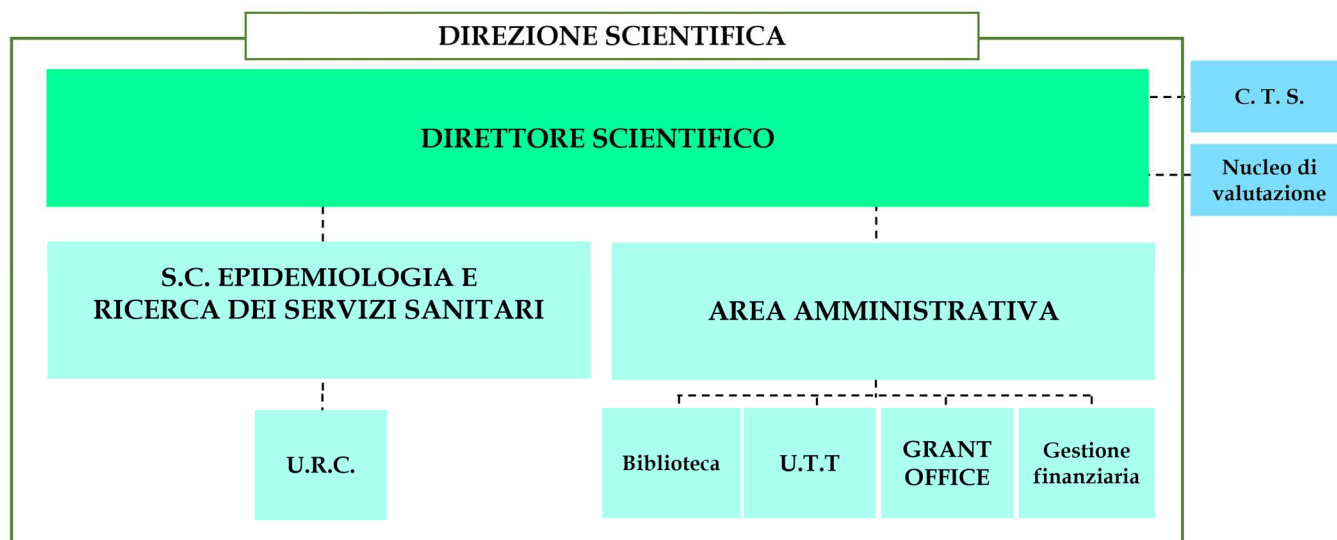 DIREZIONE SCIENTIFICA
DIRETTORE SCIENTIFICO
C. T. S.
Nucleo di
valutazione
S.C. EPIDEMIOLOGIA E
RICERCA DEI SERVIZI SANITARI
AREA AMMINISTRATIVA
U.R.C.
Biblioteca
U.T.T
GRANT
OFFICE
Gestione
finanziaria